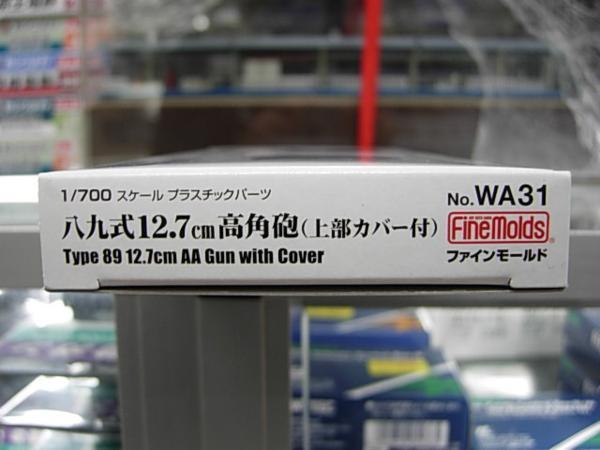 1/700 スケール プラスチックパーツ
No.WA31
八九式12.7cm高角砲(上部カバー付)
FineMolds
Type 89 12.7cm AA Gun with Cover
ファインモールド